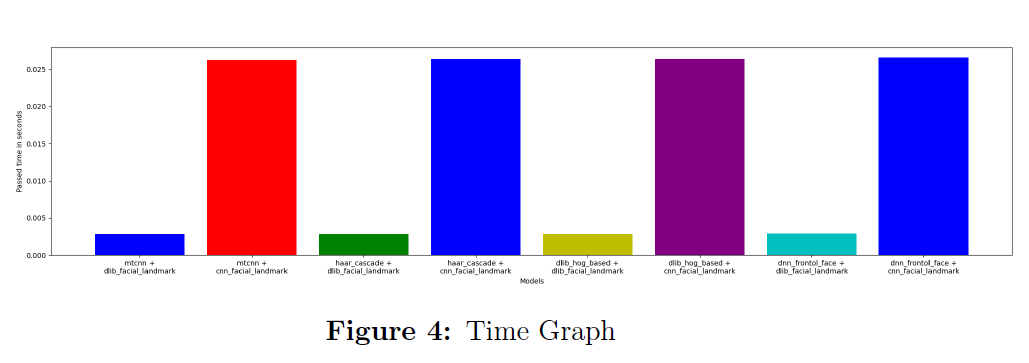 0.025
0.020
0.015
0.010
0.005
0.000
Passed time in seconds
mtcnn +
dlib_facial_landmark
mtcnn +
cnn_facial_landmark
haar_cascade +
dlib_facial_landmark
haar_cascade +
cnn_facial_landmark
dlib_hog_based +
dlib_facial_landmark
dlib_hog_based +
cnn_facial_landmark
dnn_frontol_face +
dlib_facial_landmark
dnn_frontol_face +
cnn_facial_landmark
Models
Figure 4: Time Graph